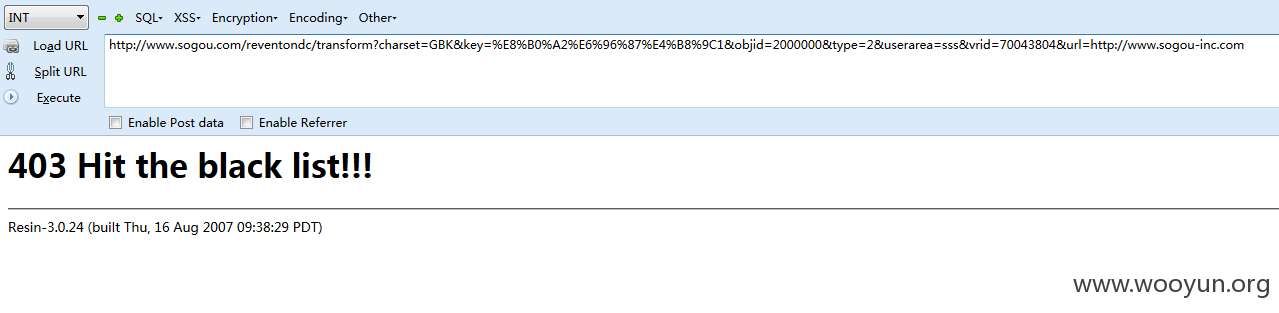 INT SQL· XSS· Encryption· Encoding· Other·
Load URL http://www.sogou.com/reventondc/transform?charset=GBK&key=%E8%B0%A2%E6%96%87%E4%B8%9C1&objid=2000000&type=2&userarea=sss&vrid=70043804&url=http://www.sogou-inc.com
Split URL
Execute
Enable Post data Enable Referrer
403 Hit the black list!!!
Resin-3.0.24 (built Thu, 16 Aug 2007 09:38:29 PDT)
www.wooyun.org